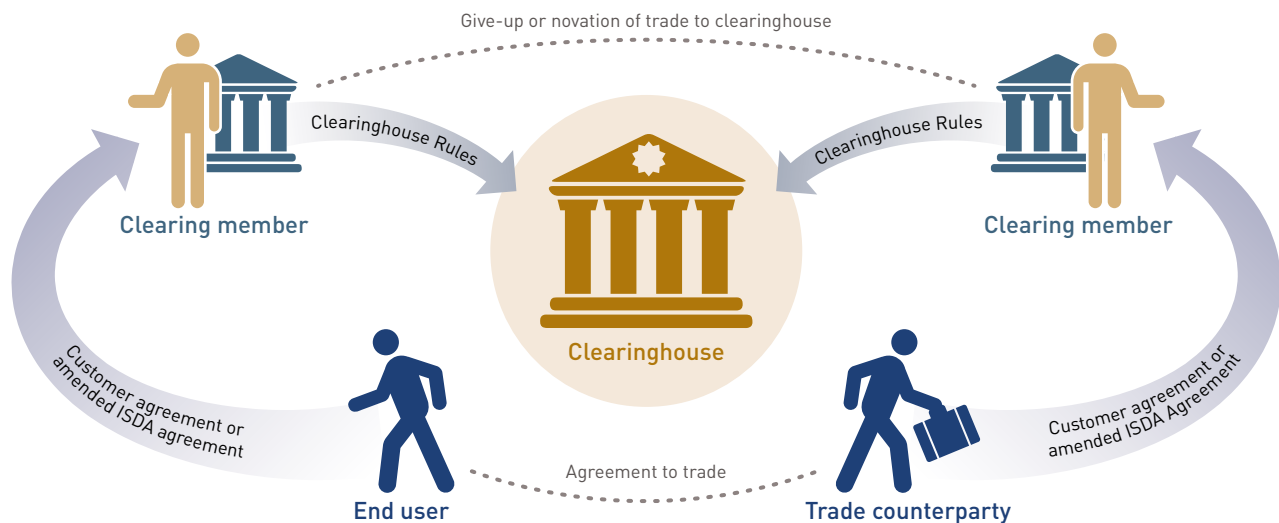 Give-up or novation of trade to clearinghouse
Clearinghouse Rules
Clearinghouse Rules
Clearing member
Clearing member
Clearinghouse
Customer agreement or
amended ISDA agreement
Customer agreement or
amended ISDA Agreement
Agreement to trade
End user
Trade counterparty